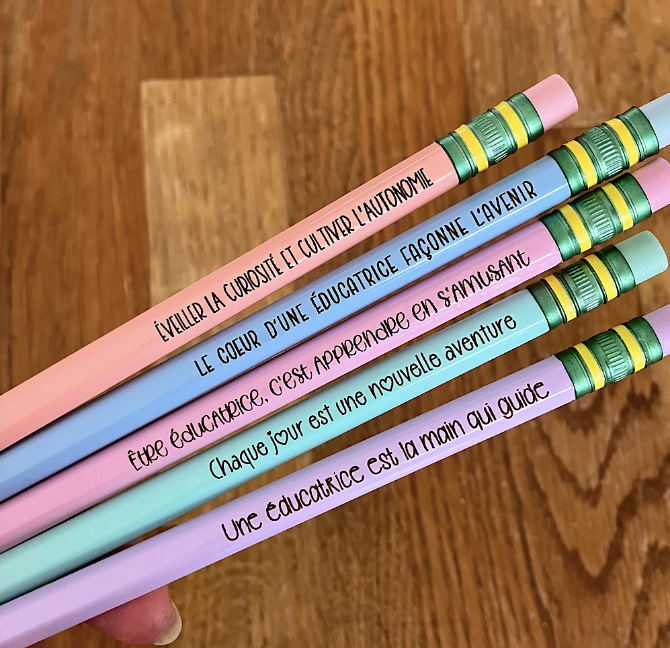 ÉVEILLER LA CURIOSITÉ ET CULTIVER L'AUTONOMIE
LE COEUR D'UNE ÉDUCATRICE FAÇONNE L'AVENIR
ÊTRE ÉDUCATRICE, C'EST APPRENDRE EN S'AMUSANT
Chaque jour est une nouvelle aventure
Une éducatrice est la main qui guide